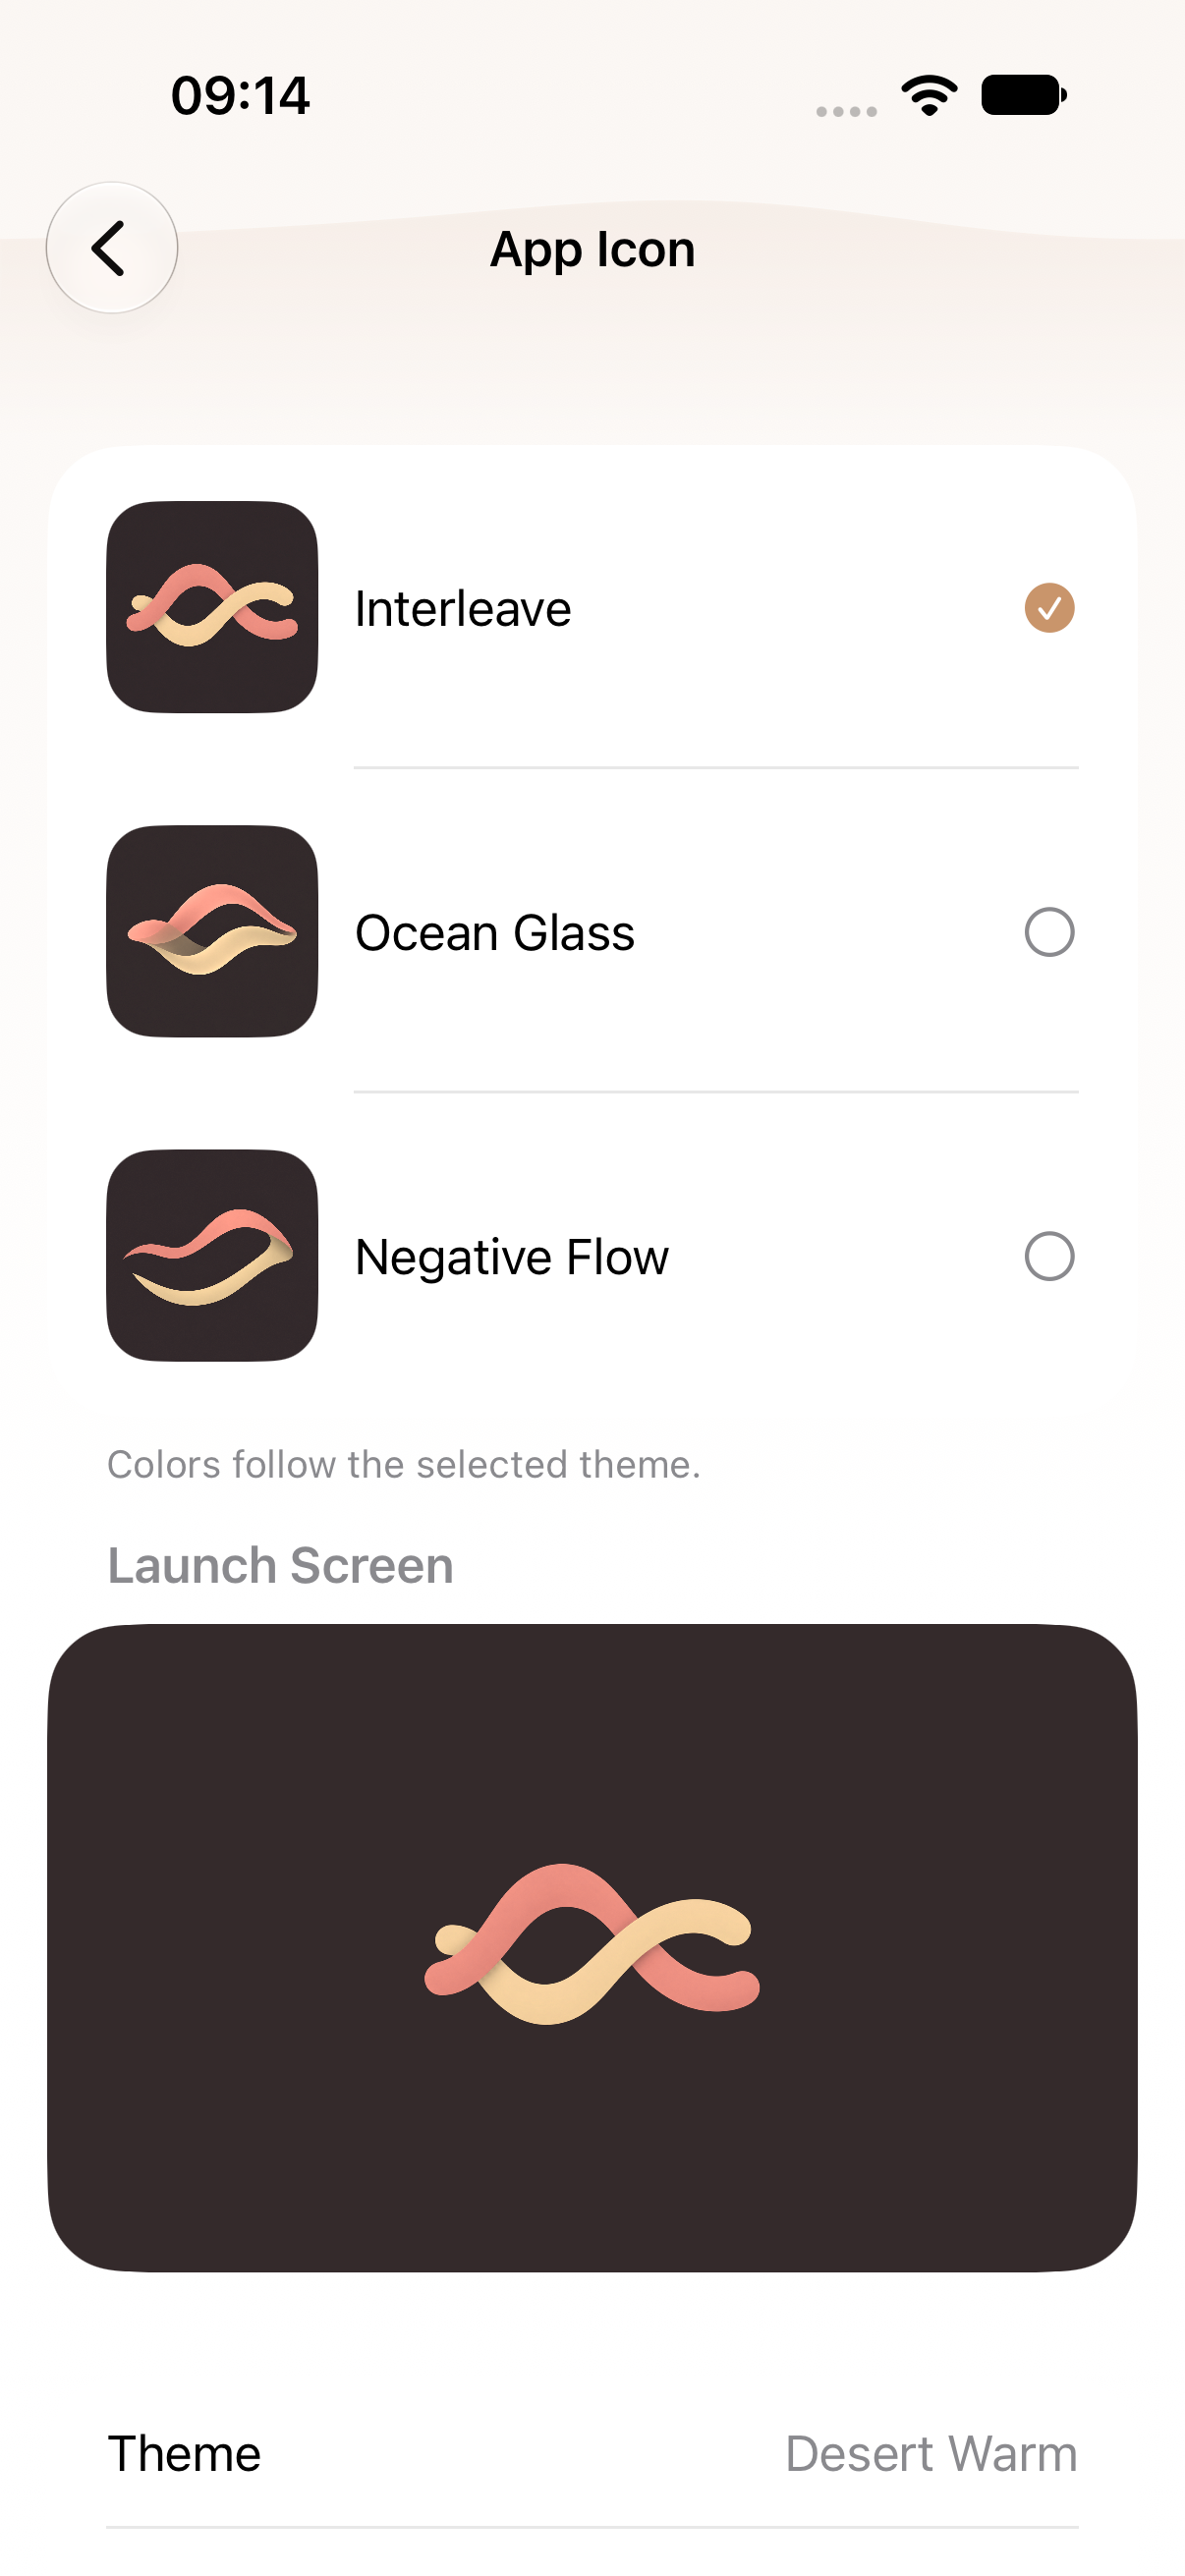 09:14
App Icon
Interleave
Ocean Glass
Negative Flow
Colors follow the selected theme.
Launch Screen
Theme
Desert Warm